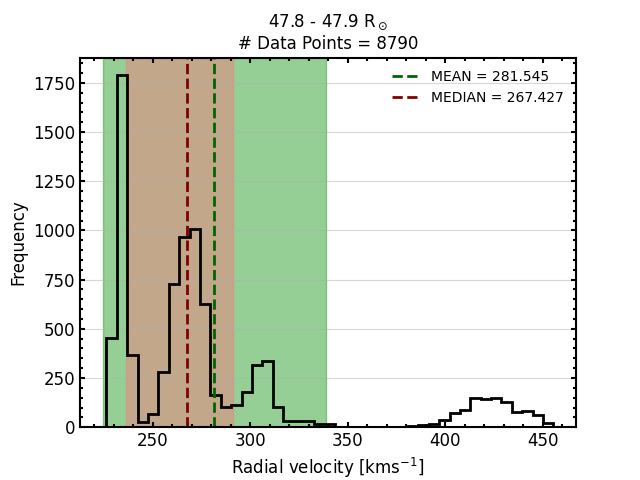 47.8 - 47.9 R⊙
# Data Points = 8790
MEAN = 281.545
MEDIAN = 267.427
Frequency
1750
1500
1250
1000
750
500
250
0
250
300
350
400
450
Radial velocity [kms⁻¹]